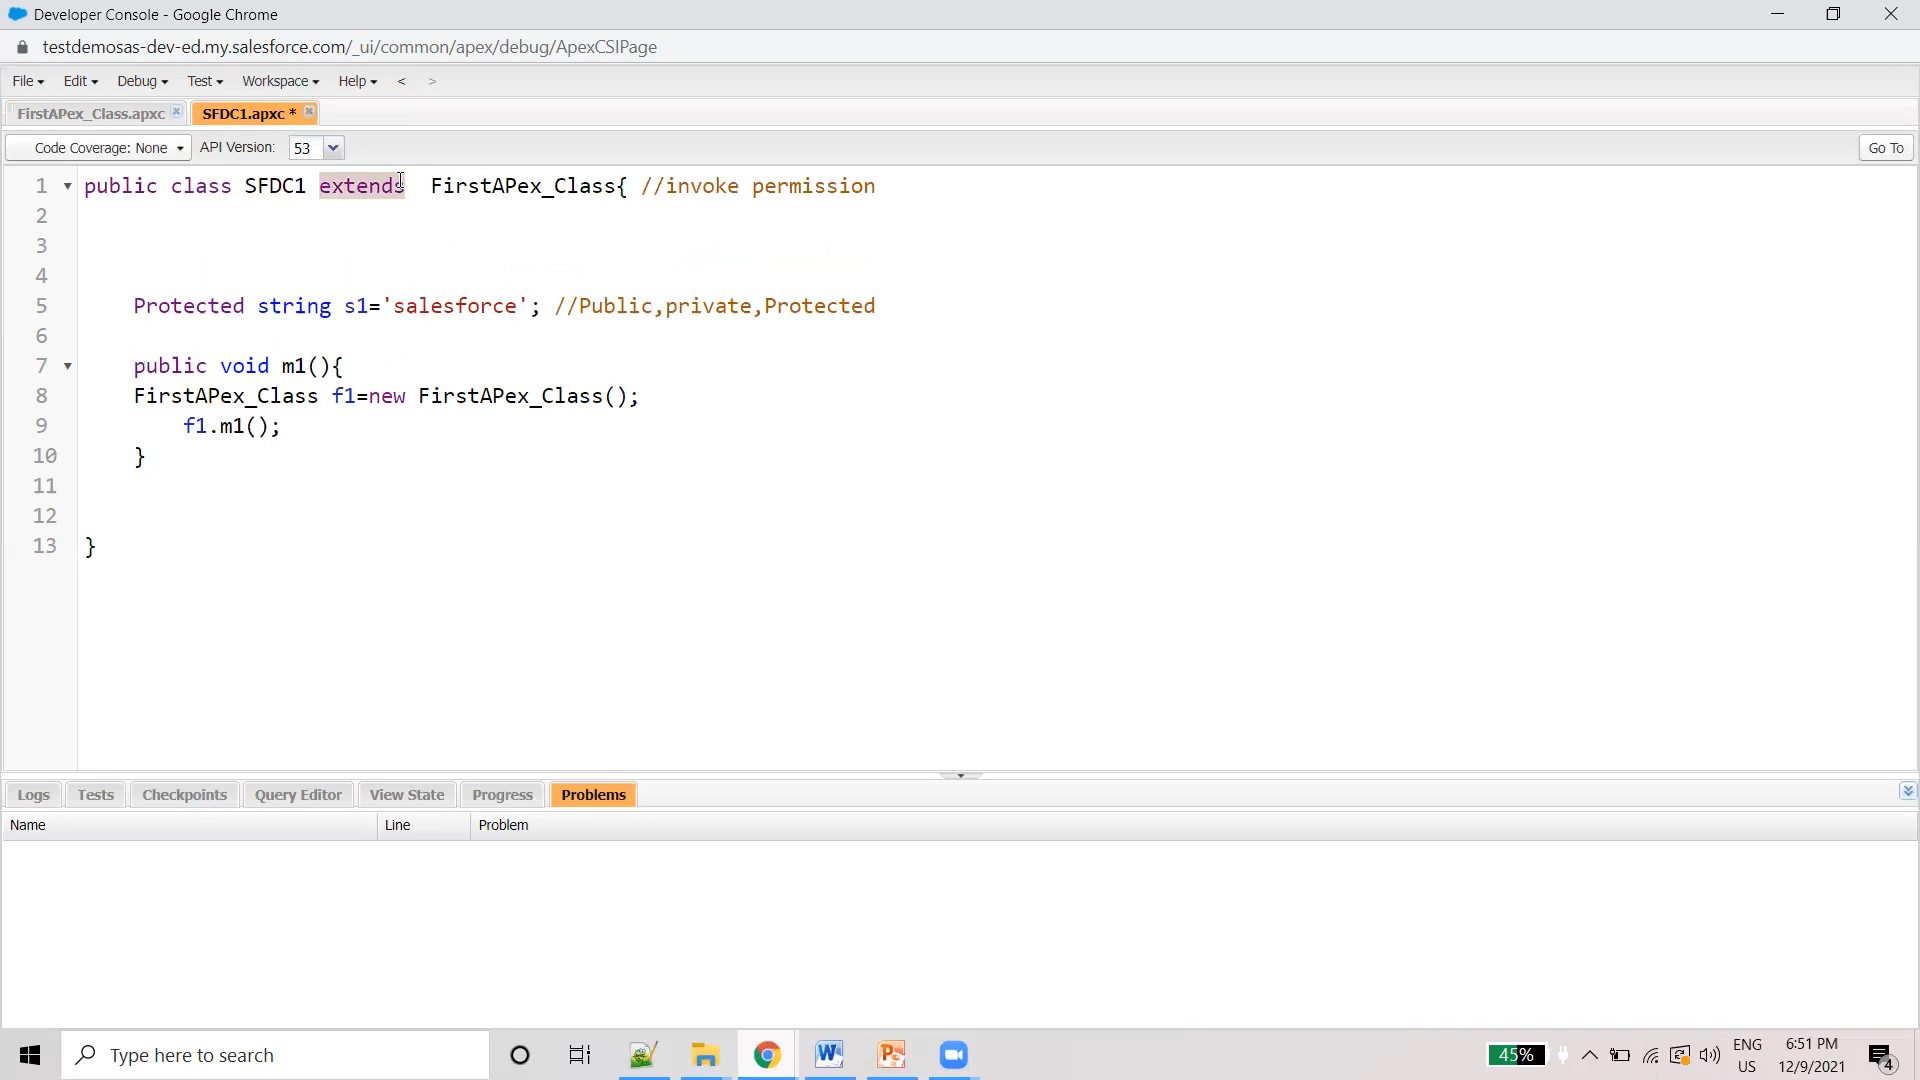 Developer Console - Google Chrome
testdemosas-dev-ed.my.salesforce.com/_ui/common/apex/debug/ApexCSIPage
File Edit Debug Test Workspace Help < >
FirstAPex_Class.apxc SFDC1.apxc *
Code Coverage: None API Version: 53 Go To
1 public class SFDC1 extends FirstAPex_Class{ //invoke permission
2
3
4
5 Protected string s1='salesforce'; //Public,private,Protected
6
7 public void m1(){
8 FirstAPex_Class f1=new FirstAPex_Class();
9 f1.m1();
10 }
11
12
13 }
Logs Tests Checkpoints Query Editor View State Progress Problems
Name Line Problem
Type here to search
45%
ENG
US
6:51 PM
12/9/2021
4